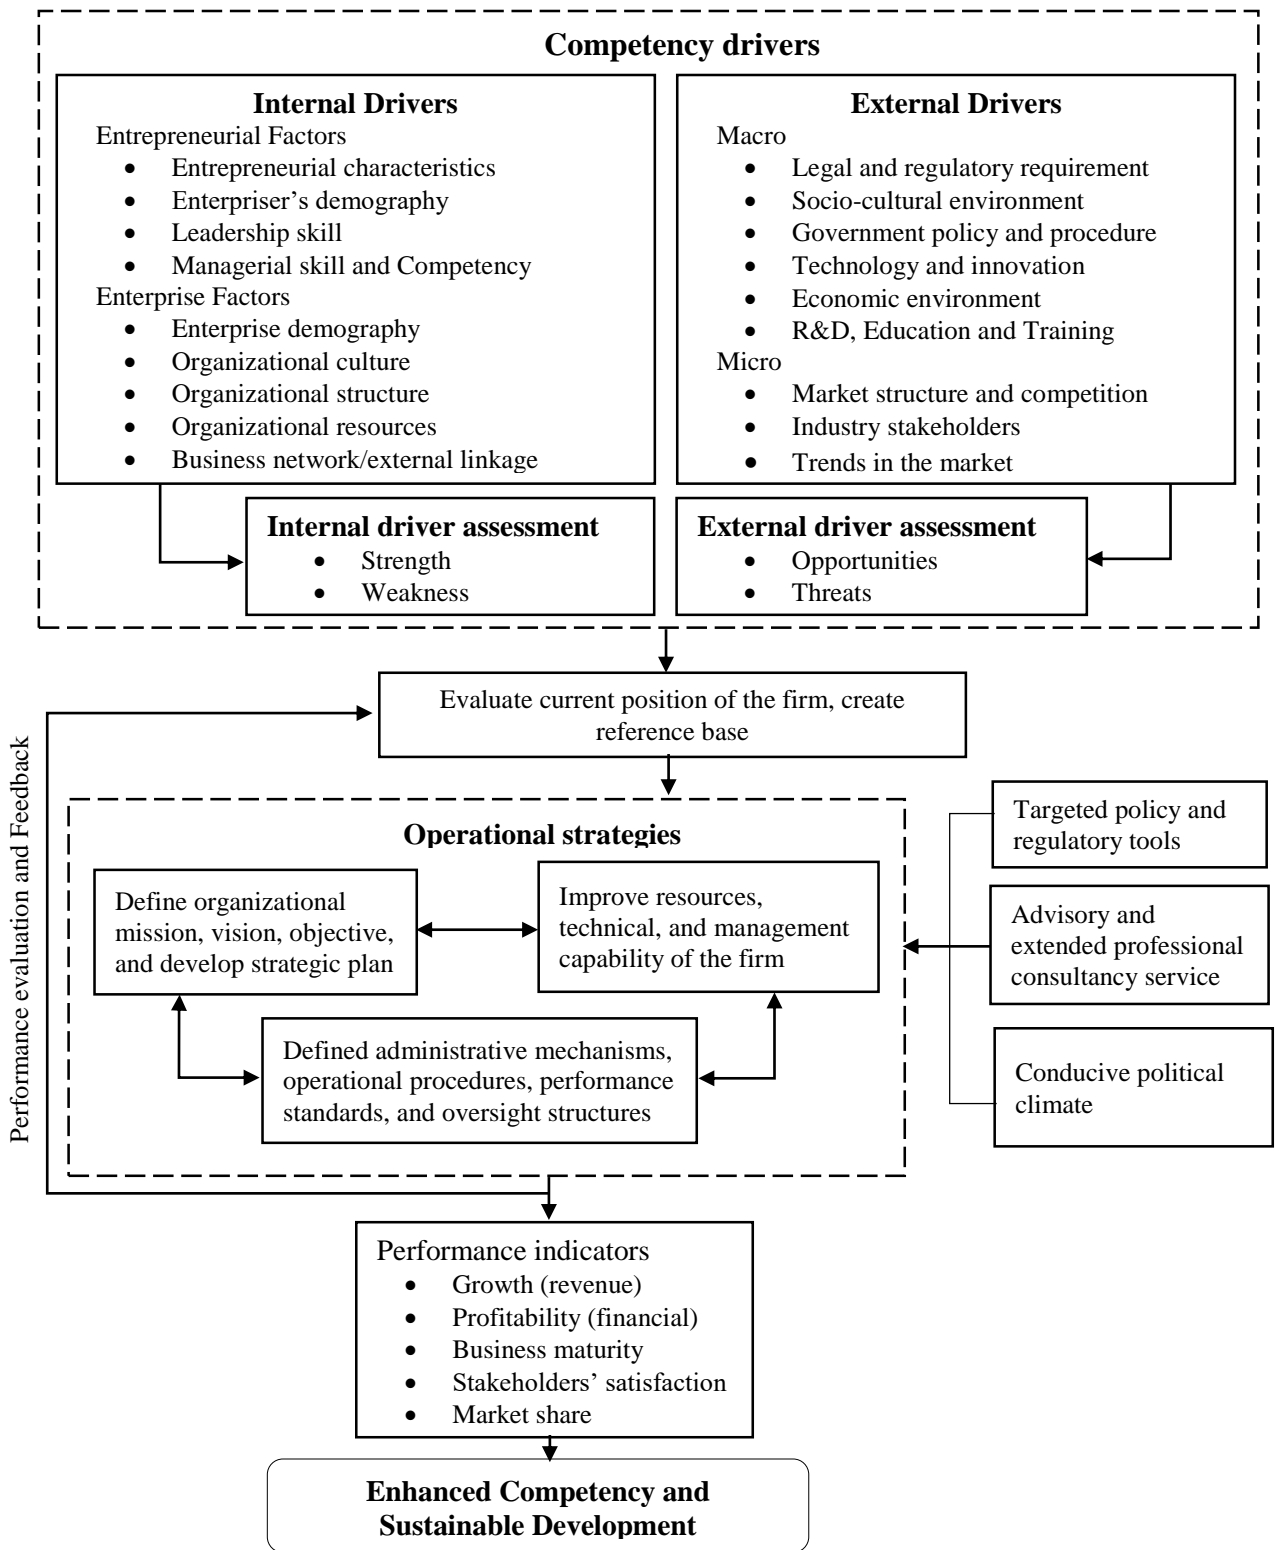 Competency drivers
Internal Drivers
Entrepreneurial Factors
• Entrepreneurial characteristics
• Enterpriser’s demography
• Leadership skill
• Managerial skill and Competency
Enterprise Factors
• Enterprise demography
• Organizational culture
• Organizational structure
• Organizational resources
• Business network/external linkage
External Drivers
Macro
• Legal and regulatory requirement
• Socio-cultural environment
• Government policy and procedure
• Technology and innovation
• Economic environment
• R&D, Education and Training
Micro
• Market structure and competition
• Industry stakeholders
• Trends in the market
Internal driver assessment
• Strength
• Weakness
External driver assessment
• Opportunities
• Threats
Evaluate current position of the firm, create
reference base
Performance evaluation and Feedback
Operational strategies
Define organizational
mission, vision, objective,
and develop strategic plan
Improve resources,
technical, and management
capability of the firm
Defined administrative mechanisms,
operational procedures, performance
standards, and oversight structures
Targeted policy and
regulatory tools
Advisory and
extended professional
consultancy service
Conducive political
climate
Performance indicators
• Growth (revenue)
• Profitability (financial)
• Business maturity
• Stakeholders’ satisfaction
• Market share
Enhanced Competency and
Sustainable Development